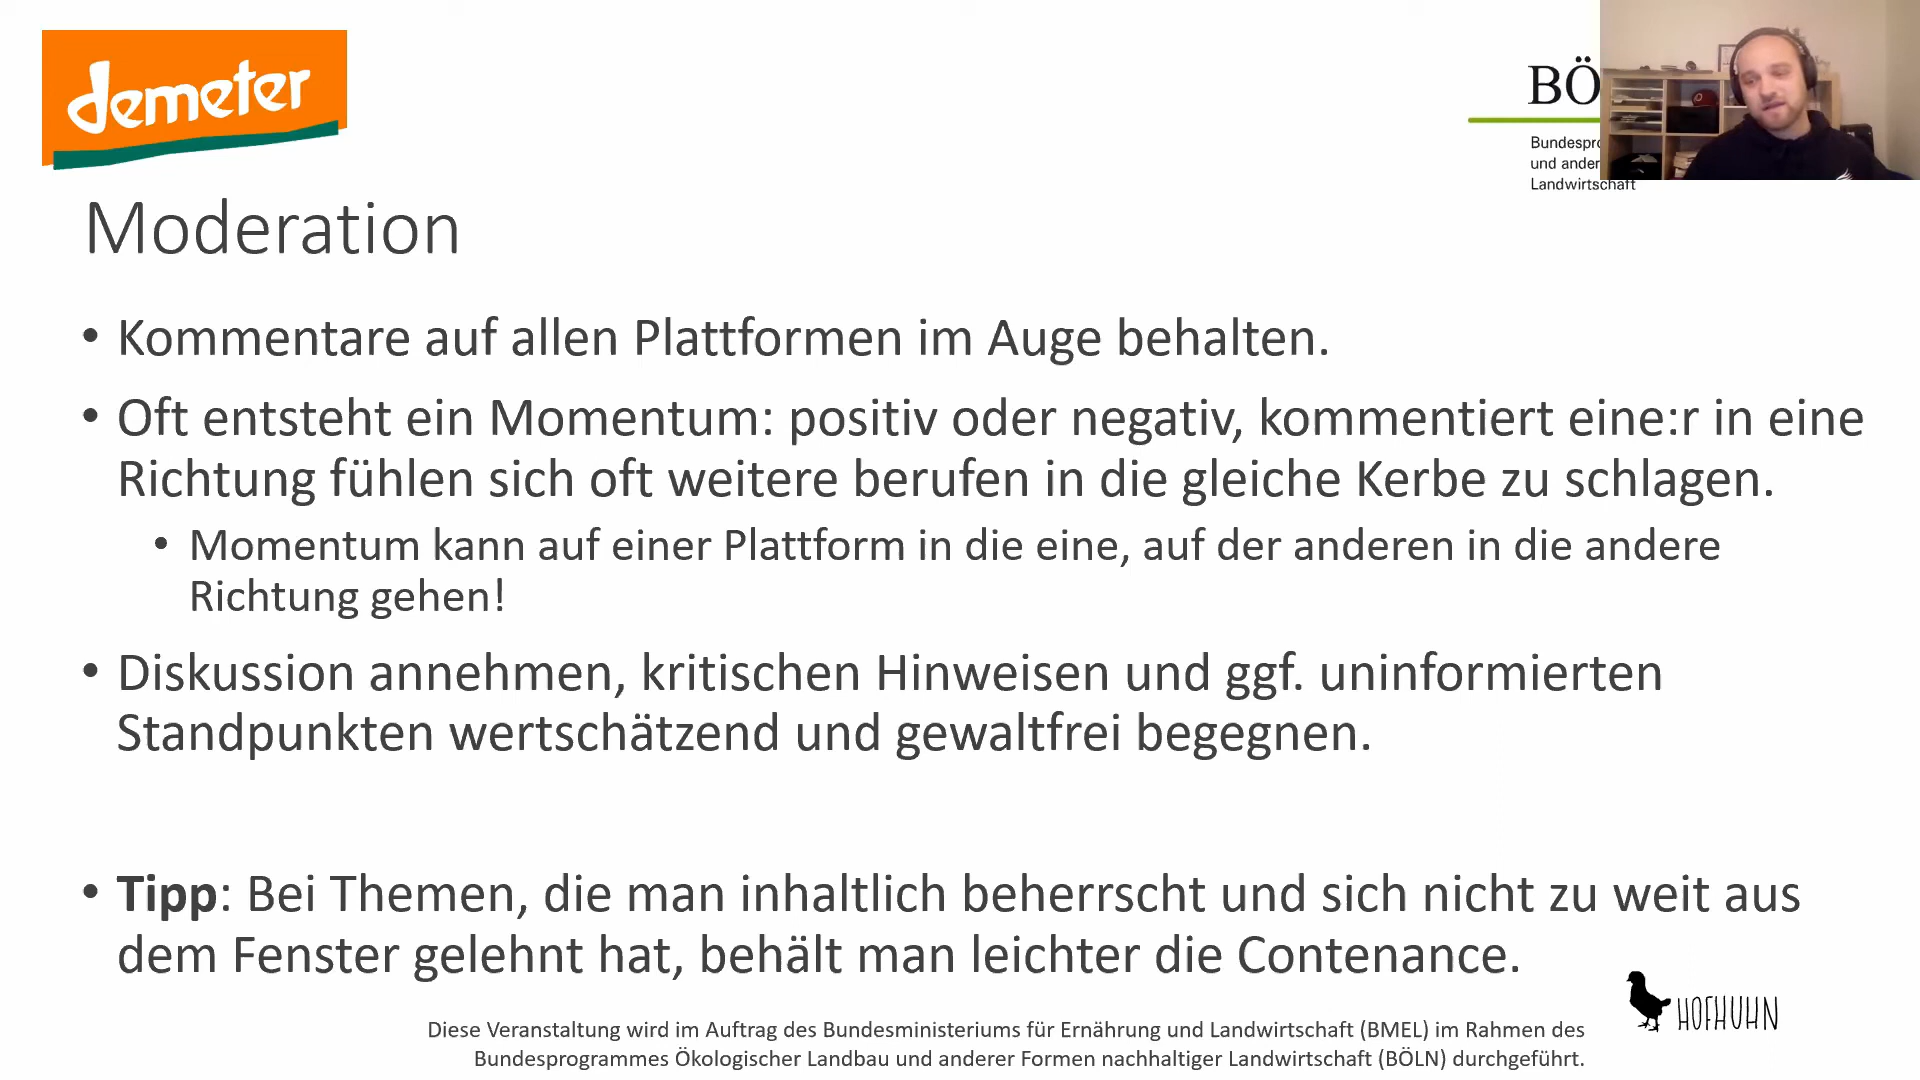 demeter
BÖ
Bundespro
und ander
Landwirtschaft
Moderation
• Kommentare auf allen Plattformen im Auge behalten.
• Oft entsteht ein Momentum: positiv oder negativ, kommentiert eine:r in eine
Richtung fühlen sich oft weitere berufen in die gleiche Kerbe zu schlagen.
• Momentum kann auf einer Plattform in die eine, auf der anderen in die andere
Richtung gehen!
• Diskussion annehmen, kritischen Hinweisen und ggf. uninformierten
Standpunkten wertschätzend und gewaltfrei begegnen.
• Tipp: Bei Themen, die man inhaltlich beherrscht und sich nicht zu weit aus
dem Fenster gelehnt hat, behält man leichter die Contenance.
HOFHUHN
Diese Veranstaltung wird im Auftrag des Bundesministeriums für Ernährung und Landwirtschaft (BMEL) im Rahmen des
Bundesprogrammes Ökologischer Landbau und anderer Formen nachhaltiger Landwirtschaft (BÖLN) durchgeführt.